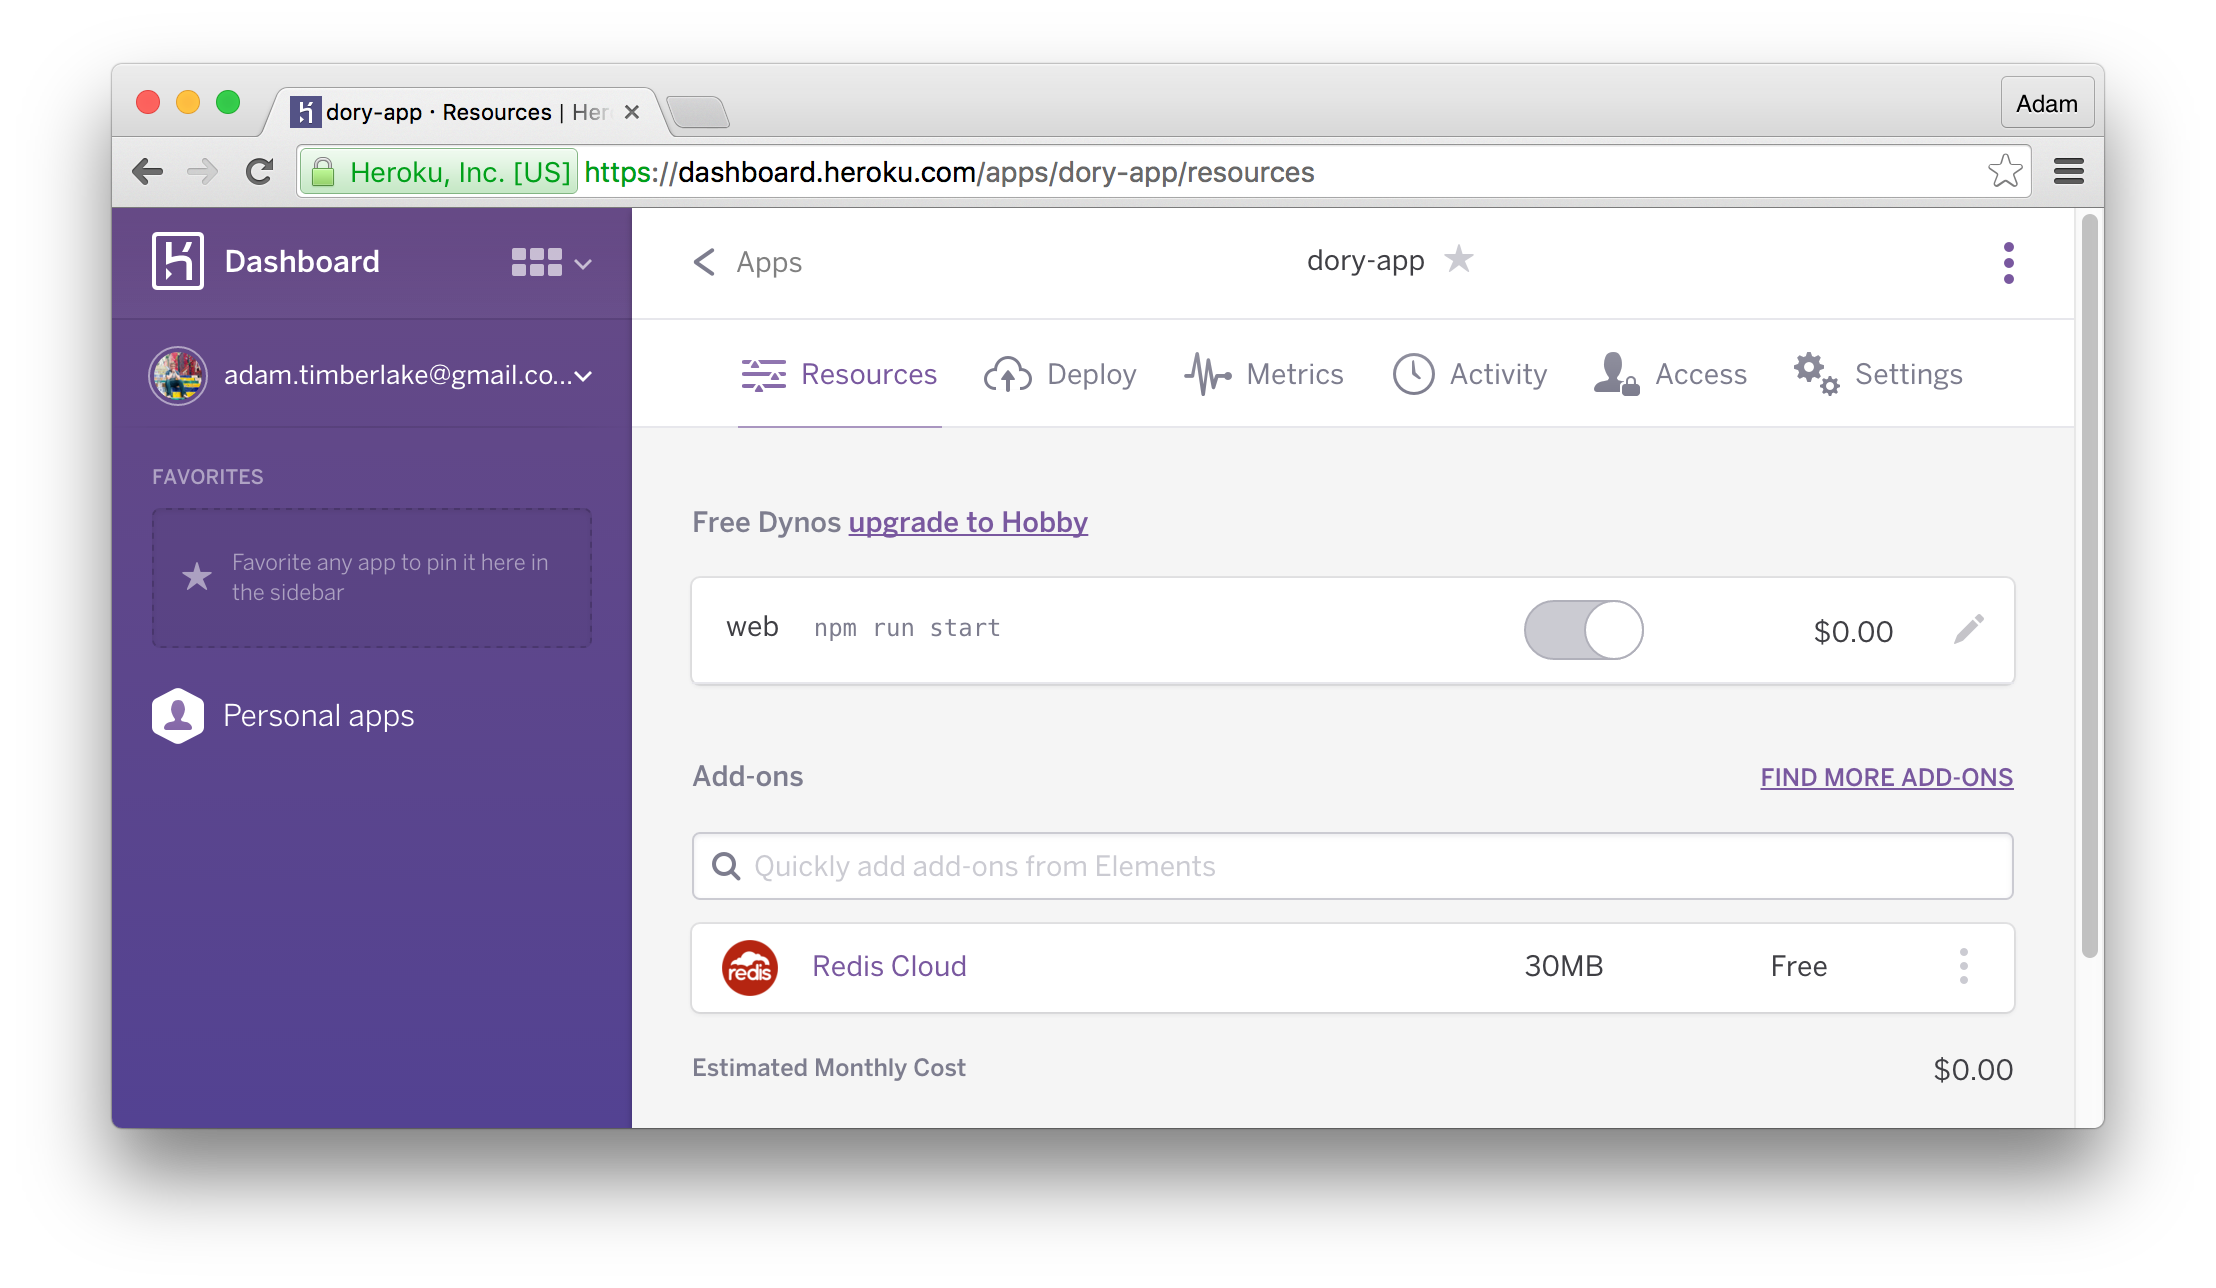 dory-app · Resources | Her
Adam
Heroku, Inc. [US] https://dashboard.heroku.com/apps/dory-app/resources
Dashboard
Apps
dory-app
adam.timberlake@gmail.co...
Resources
Deploy
Metrics
Activity
Access
Settings
FAVORITES
Favorite any app to pin it here in
the sidebar
Personal apps
Free Dynos upgrade to Hobby
web npm run start $0.00
Add-ons
FIND MORE ADD-ONS
Quickly add add-ons from Elements
redis
Redis Cloud 30MB Free
Estimated Monthly Cost $0.00